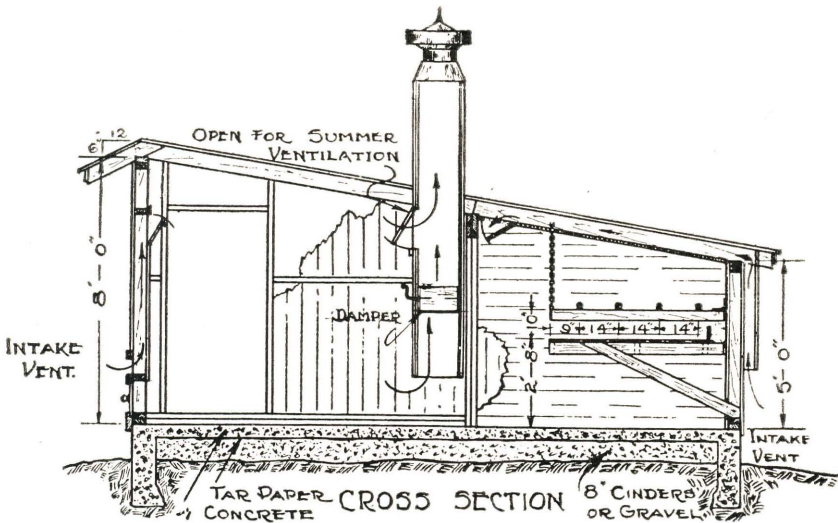 12
6
OPEN FOR SUMMER
VENTILATION
8'-0"
DAMPER
10"
9" 14" 14" 14"
2'-8"
5'-0"
INTAKE
VENT.
INTAKE
VENT
TAR PAPER
CONCRETE
CROSS SECTION
8" CINDERS
OR GRAVEL